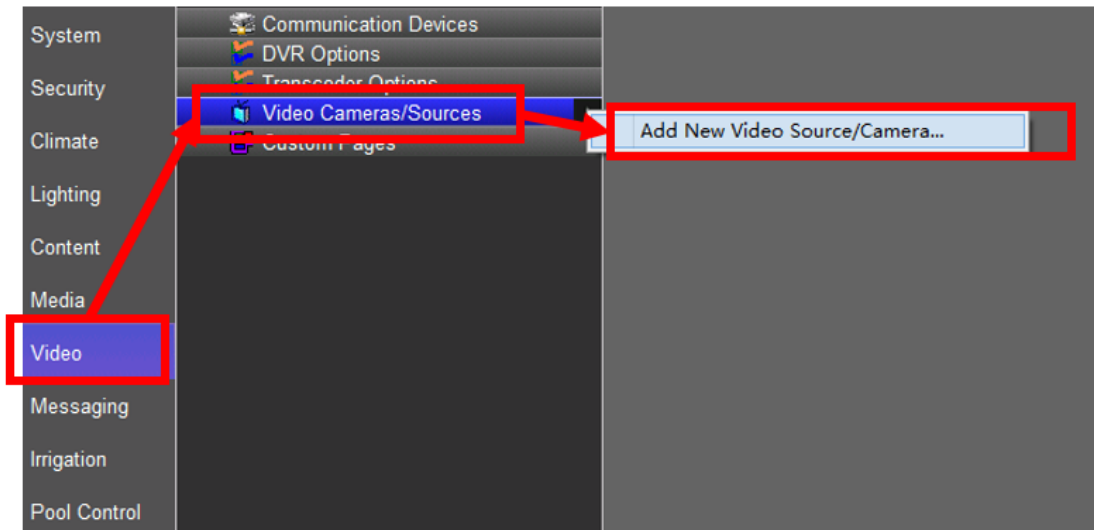 System
Security
Climate
Lighting
Content
Media
Video
Messaging
Irrigation
Pool Control
Communication Devices
DVR Options
Transcoder Options
Video Cameras/Sources
Custom Pages
Add New Video Source/Camera...